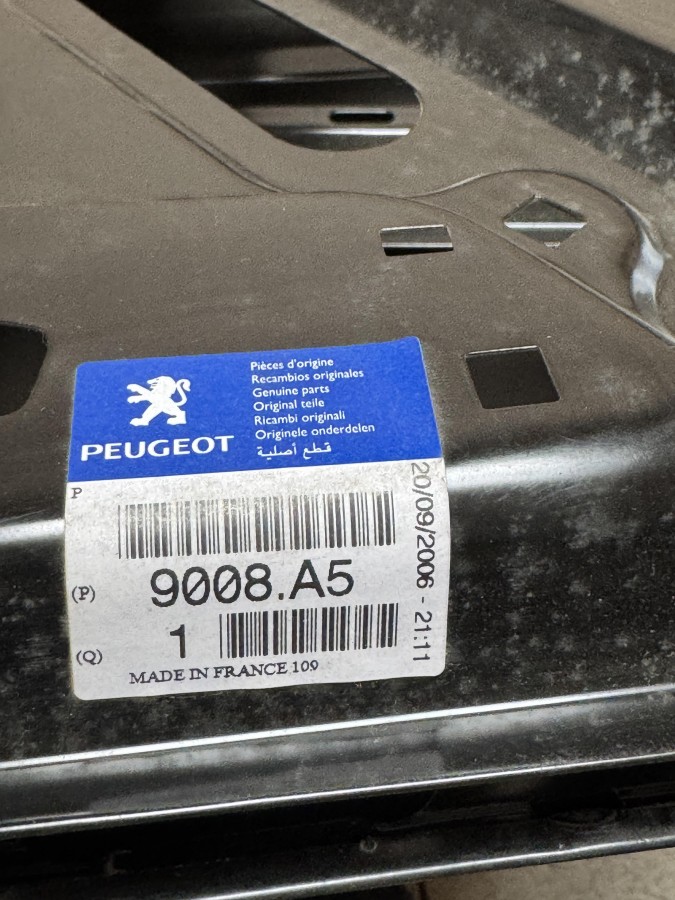 PEUGEOT
Pièces d'origine
Recambios originales
Genuine parts
Original teile
Ricambi originali
Originele onderdelen
قطع أصلية
P
(P)
9008.A5
(Q)
1
MADE IN FRANCE 109
20/09/2006 - 21:11